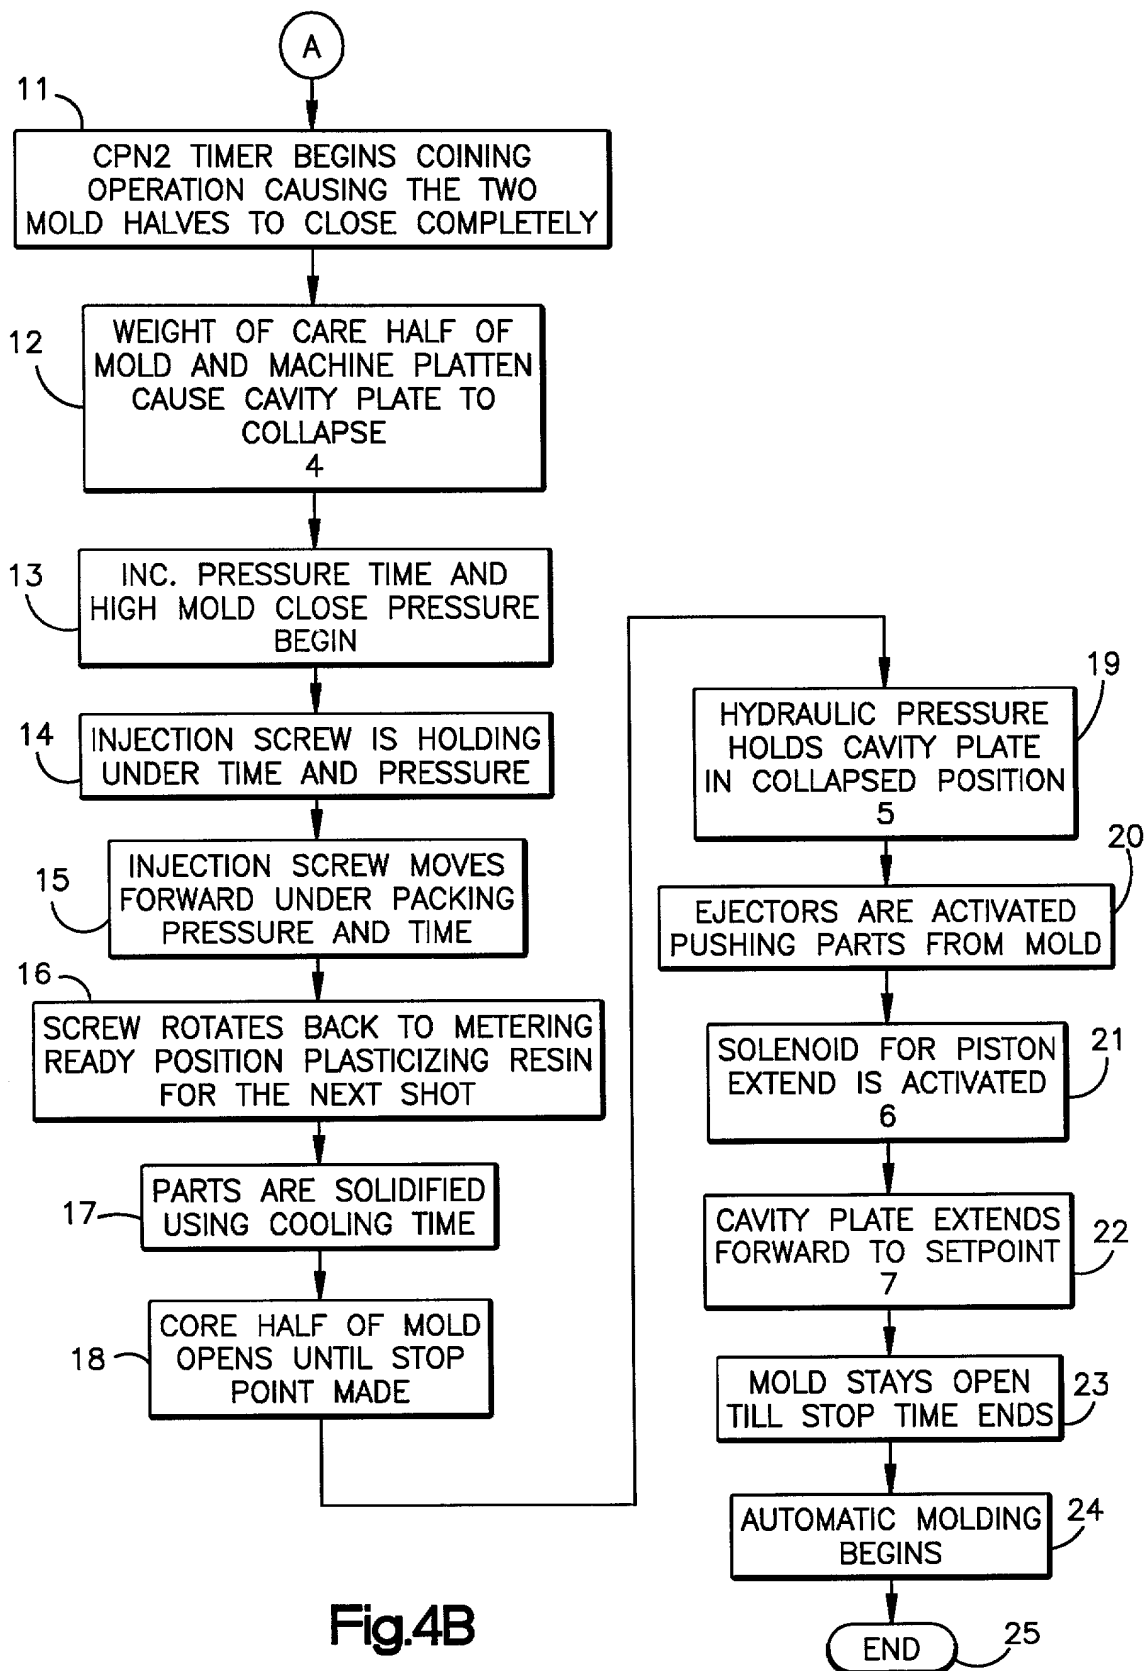 A
11
CPN2 TIMER BEGINS COINING
OPERATION CAUSING THE TWO
MOLD HALVES TO CLOSE COMPLETELY
12
WEIGHT OF CARE HALF OF
MOLD AND MACHINE PLATTEN
CAUSE CAVITY PLATE TO
COLLAPSE
4
13
INC. PRESSURE TIME AND
HIGH MOLD CLOSE PRESSURE
BEGIN
14
INJECTION SCREW IS HOLDING
UNDER TIME AND PRESSURE
15
INJECTION SCREW MOVES
FORWARD UNDER PACKING
PRESSURE AND TIME
16
SCREW ROTATES BACK TO METERING
READY POSITION PLASTICIZING RESIN
FOR THE NEXT SHOT
17
PARTS ARE SOLIDIFIED
USING COOLING TIME
18
CORE HALF OF MOLD
OPENS UNTIL STOP
POINT MADE
19
HYDRAULIC PRESSURE
HOLDS CAVITY PLATE
IN COLLAPSED POSITION
5
20
EJECTORS ARE ACTIVATED
PUSHING PARTS FROM MOLD
21
SOLENOID FOR PISTON
EXTEND IS ACTIVATED
6
22
CAVITY PLATE EXTENDS
FORWARD TO SETPOINT
7
23
MOLD STAYS OPEN
TILL STOP TIME ENDS
24
AUTOMATIC MOLDING
BEGINS
END
25
Fig.4B